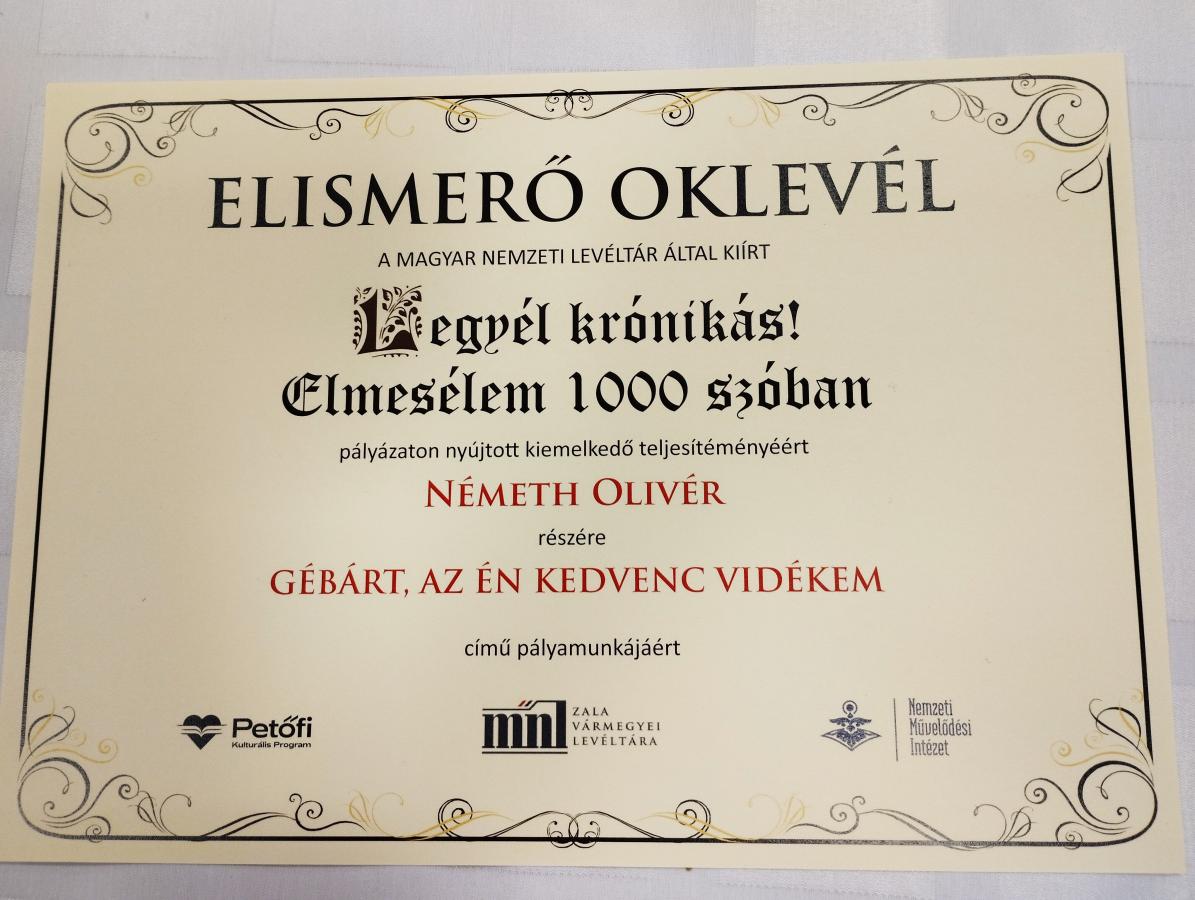 ELISMERŐ OKLEVÉL
A MAGYAR NEMZETI LEVÉLTÁR ÁLTAL KIÍRT
Legyél krónikás!
Elmesélem 1000 szóban
pályázaton nyújtott kiemelkedő teljesítéményéért
NÉMETH OLIVÉR
részére
GÉBÁRT, AZ ÉN KEDVENC VIDÉKEM
című pályamunkájáért
Petőfi
Kulturális Program
mnl
ZALA
VÁRMEGYEI
LEVÉLTÁRA
Nemzeti
Művelődési
Intézet